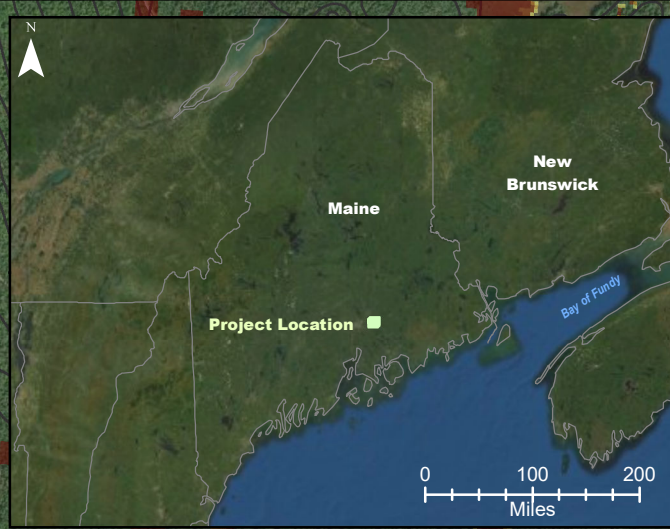 N
Maine
New
Brunswick
Project Location
Bay of Fundy
0 100 200
Miles